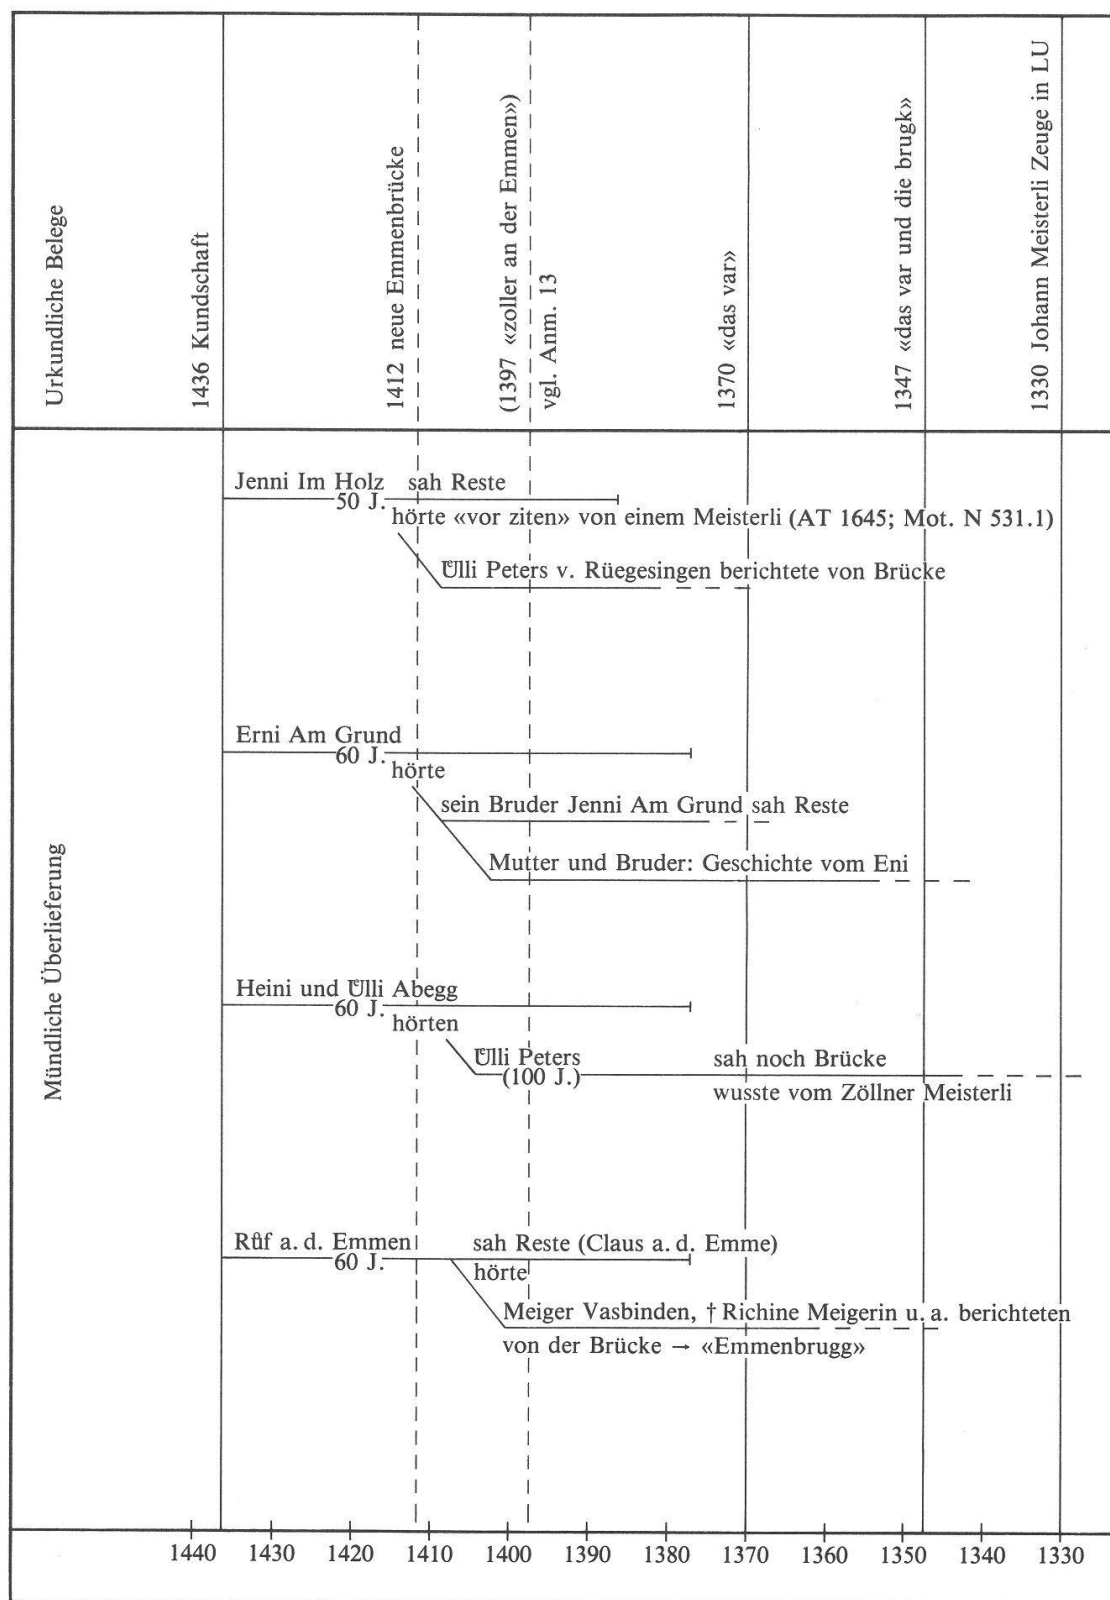 Urkundliche Belege
1436 Kundschaft
1412 neue Emmenbrücke
(1397 «zoller an der Emmen»)
vgl. Anm. 13
1370 «das var»
1347 «das var und die brugk»
1330 Johann Meisterli Zeuge in LU
Mündliche Überlieferung
Jenni Im Holz sah Reste
50 J.
hörte «vor ziten» von einem Meisterli (AT 1645; Mot. N 531.1)
Uͤlli Peters v. Rüegesingen berichtete von Brücke
Erni Am Grund
60 J.
hörte
sein Bruder Jenni Am Grund sah Reste
Mutter und Bruder: Geschichte vom Eni
Heini und Uͤlli Abegg
60 J.
hörten
Uͤlli Peters sah noch Brücke
(100 J.)
wusste vom Zöllner Meisterli
Růf a. d. Emmen sah Reste (Claus a. d. Emme)
60 J.
hörte
Meiger Vasbinden, † Richine Meigerin u. a. berichteten
von der Brücke → «Emmenbrugg»
1440 1430 1420 1410 1400 1390 1380 1370 1360 1350 1340 1330